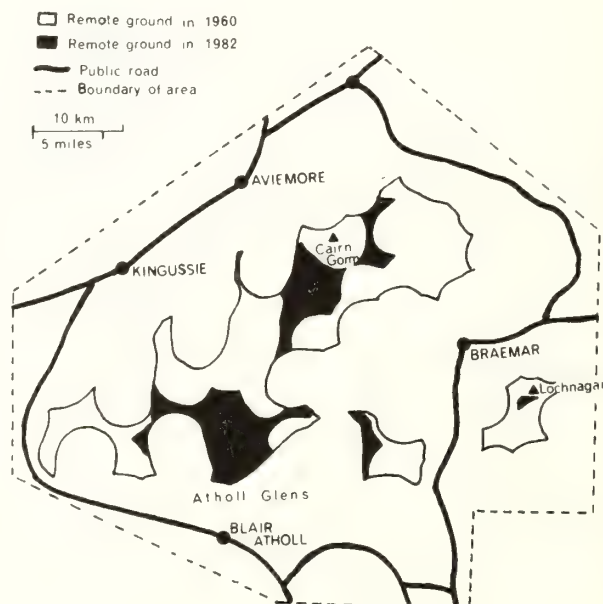 Remote ground in 1960
Remote ground in 1982
Public road
Boundary of area
10 km
5 miles
AVIEMORE
Cairn
Gorm
KINGUSSIE
BRAEMAR
Lochnagar
Atholl Glens
BLAIR
ATHOLL